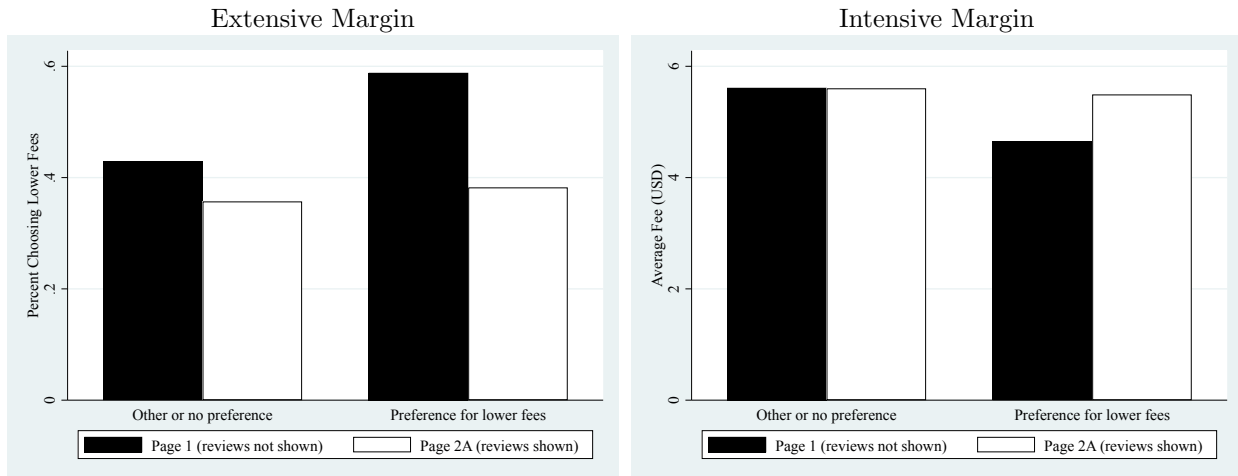 Extensive Margin
Percent Choosing Lower Fees
.6
.4
.2
0
Other or no preference
Preference for lower fees
Page 1 (reviews not shown)
Page 2A (reviews shown)
Intensive Margin
Average Fee (USD)
6
4
2
0
Other or no preference
Preference for lower fees
Page 1 (reviews not shown)
Page 2A (reviews shown)